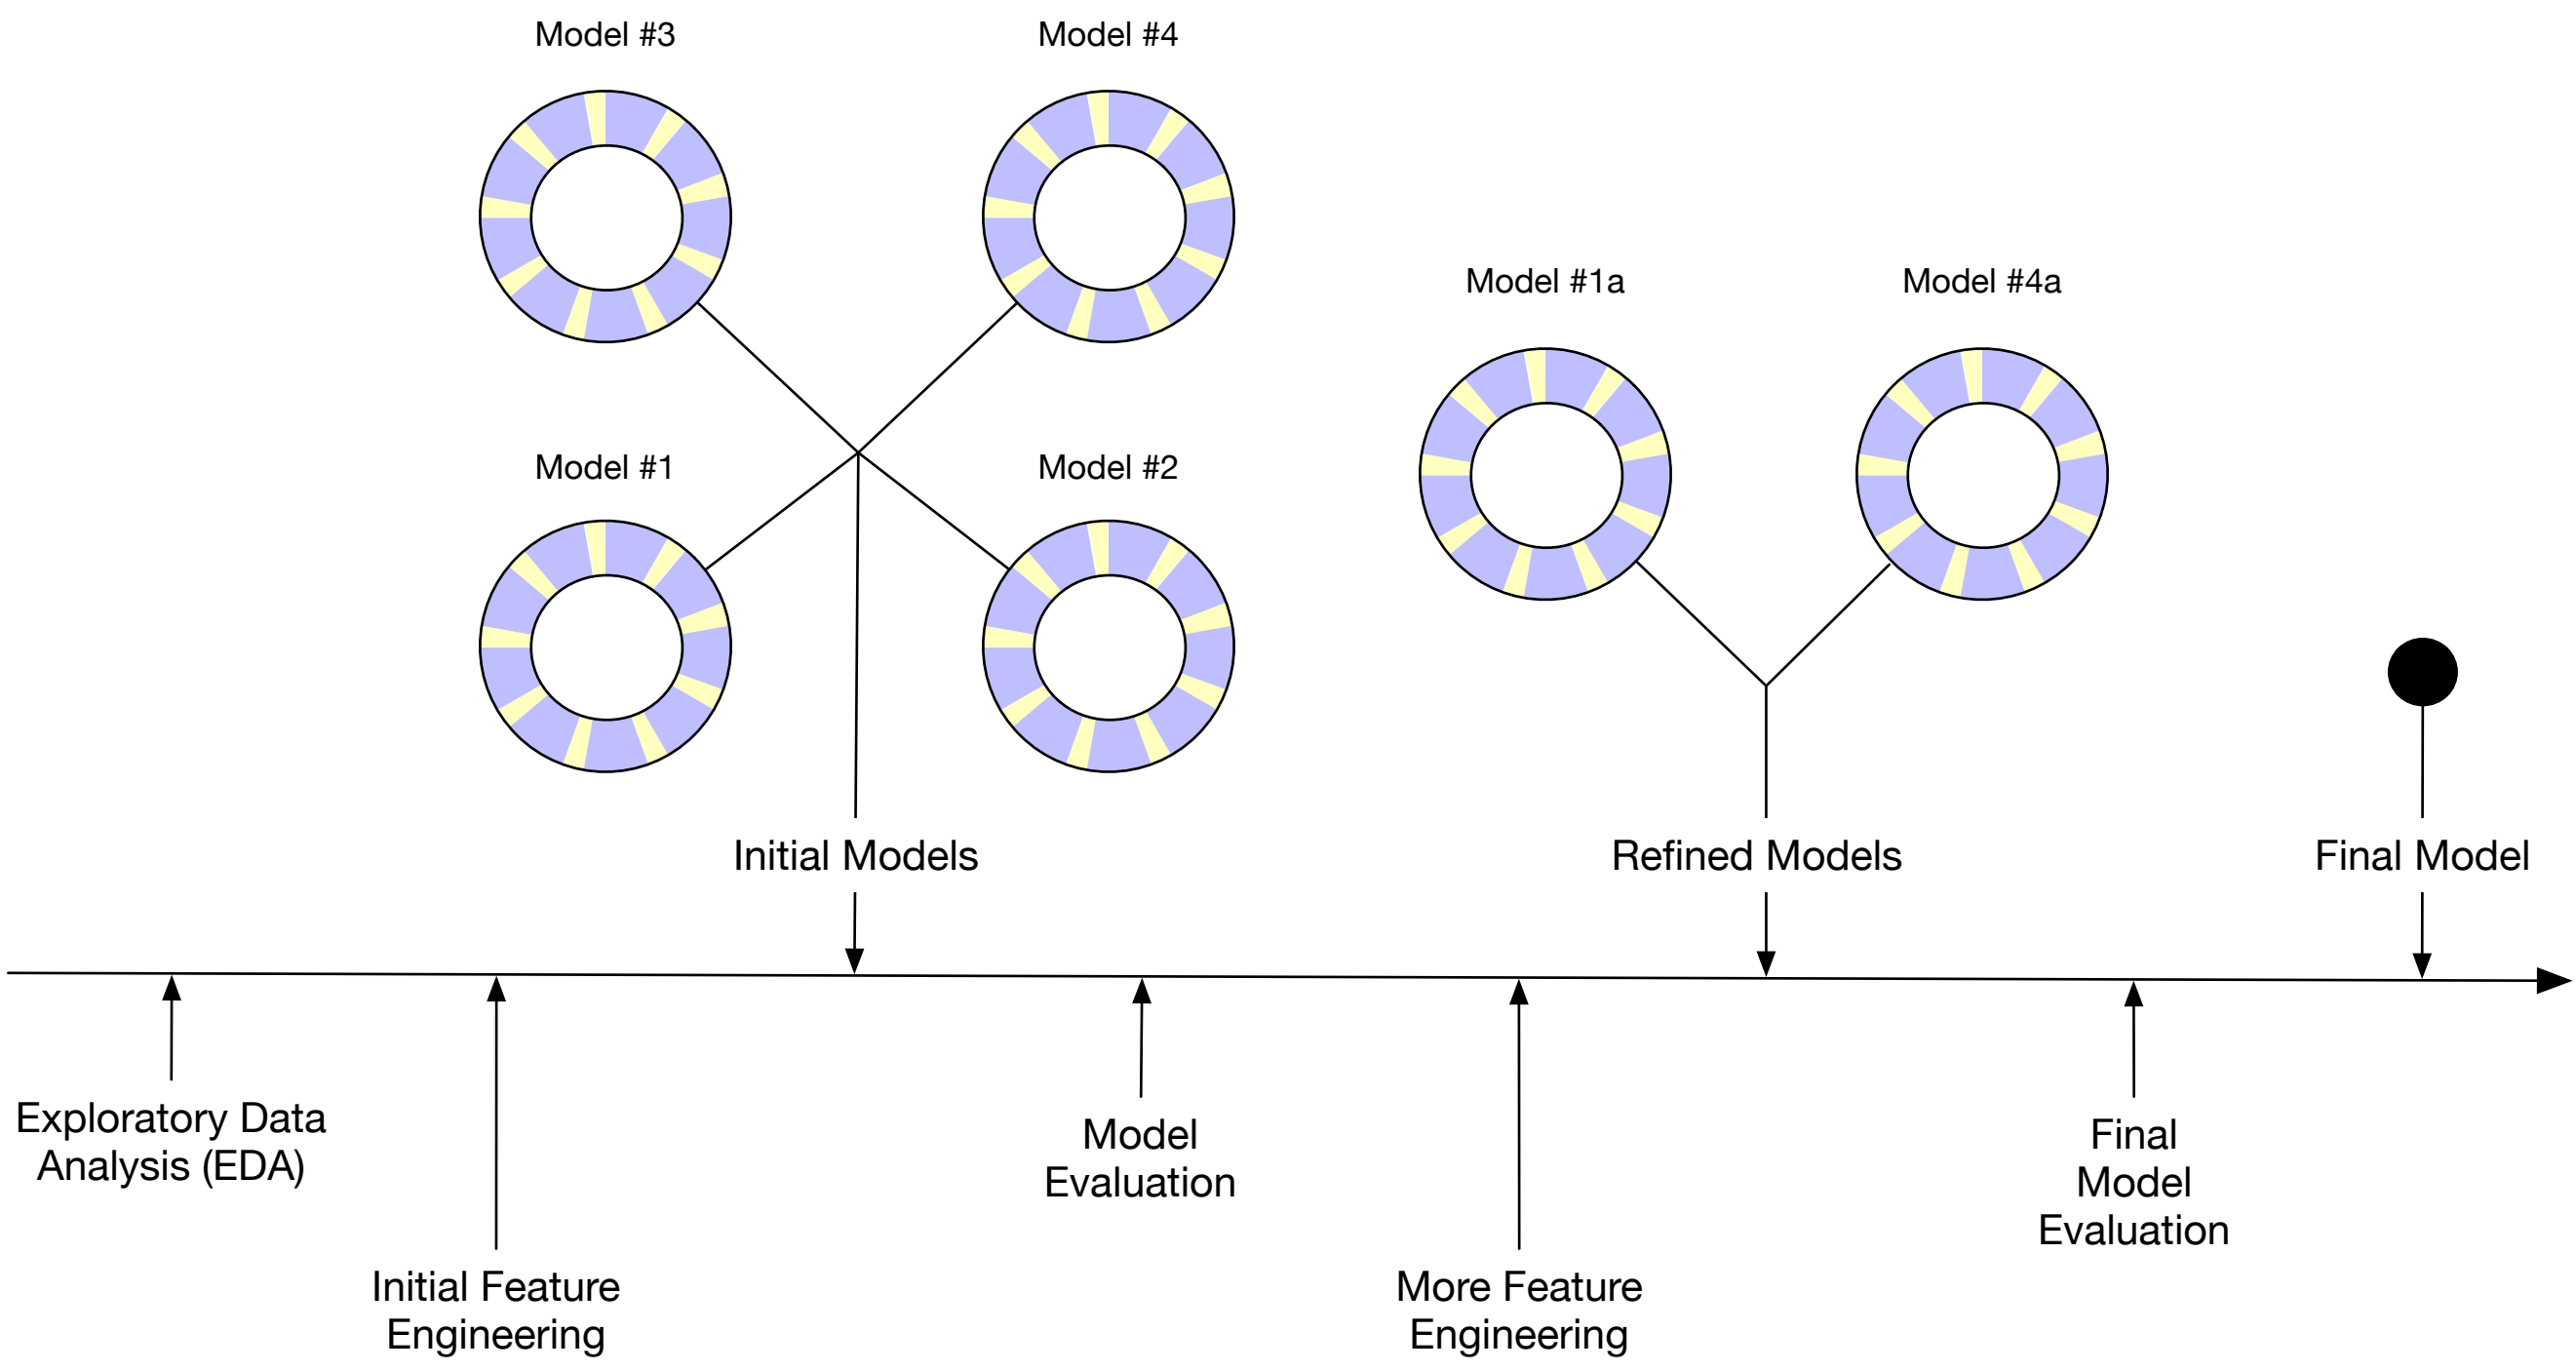 Model #3
Model #4
Model #1a
Model #4a
Model #1
Model #2
Initial Models
Refined Models
Final Model
Exploratory Data
Analysis (EDA)
Model
Evaluation
Final
Model
Evaluation
Initial Feature
Engineering
More Feature
Engineering